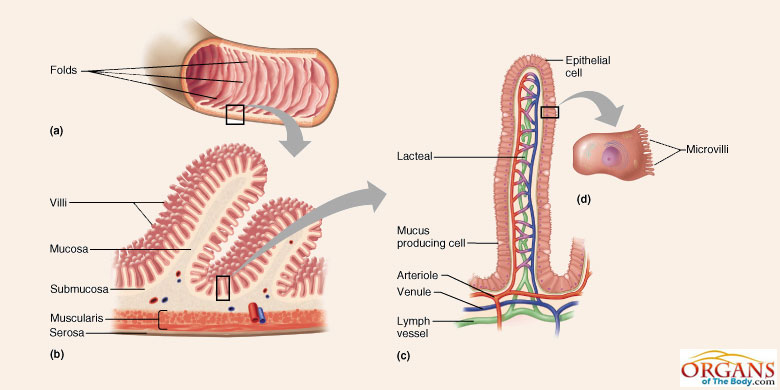 Folds
(a)
Villi
Mucosa
Submucosa
Muscularis
Serosa
(b)
Epithelial
cell
Lacteal
Microvilli
(d)
Mucus
producing cell
Arteriole
Venule
Lymph
vessel
(c)
ORGANS
of The Body.com